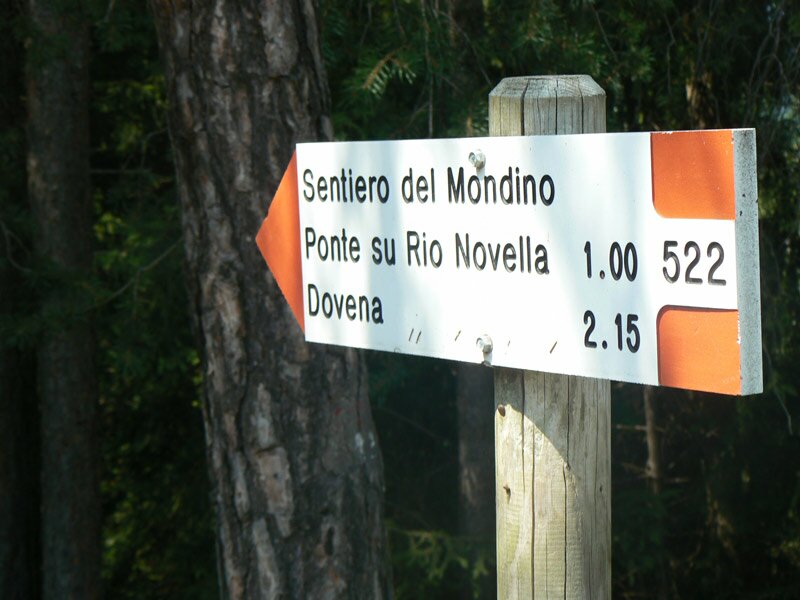 Sentiero del Mondino
Ponte su Rio Novella 1.00 522
Dovena 2.15